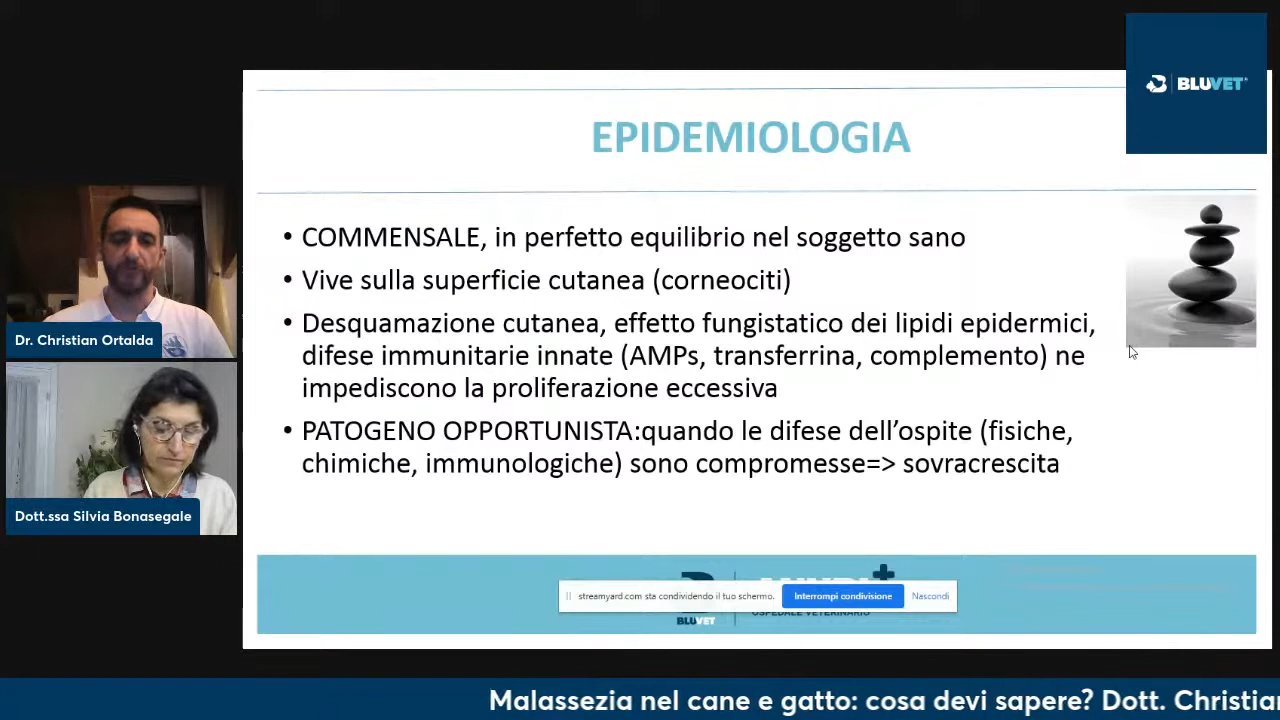 BLUVET
EPIDEMIOLOGIA
• COMMENSALE, in perfetto equilibrio nel soggetto sano
• Vive sulla superficie cutanea (corneociti)
• Desquamazione cutanea, effetto fungistatico dei lipidi epidermici,
difese immunitarie innate (AMPs, transferrina, complemento) ne
impediscono la proliferazione eccessiva
• PATOGENO OPPORTUNISTA:quando le difese dell’ospite (fisiche,
chimiche, immunologiche) sono compromesse=> sovracrescita
Dr. Christian Ortalda
Dott.ssa Silvia Bonasegale
streamyard.com sta condividendo il tuo schermo. Interrompi condivisione Nascondi
OSPEDALE VETERINARIO
BLUVET
Malassezia nel cane e gatto: cosa devi sapere? Dott. Christian